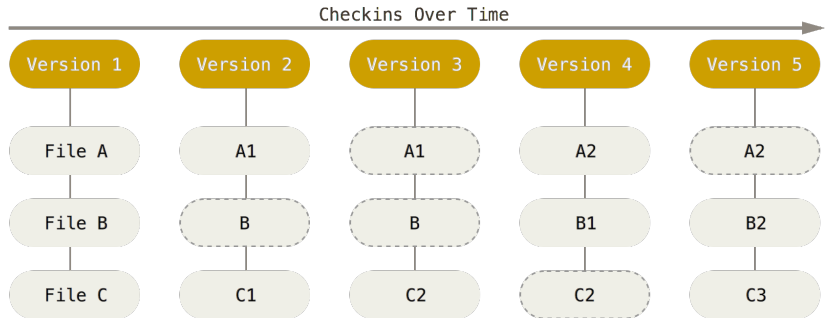 Checkins Over Time
Version 1 Version 2 Version 3 Version 4 Version 5
File A A1 A1 A2 A2
File B B B B1 B2
File C C1 C2 C2 C3